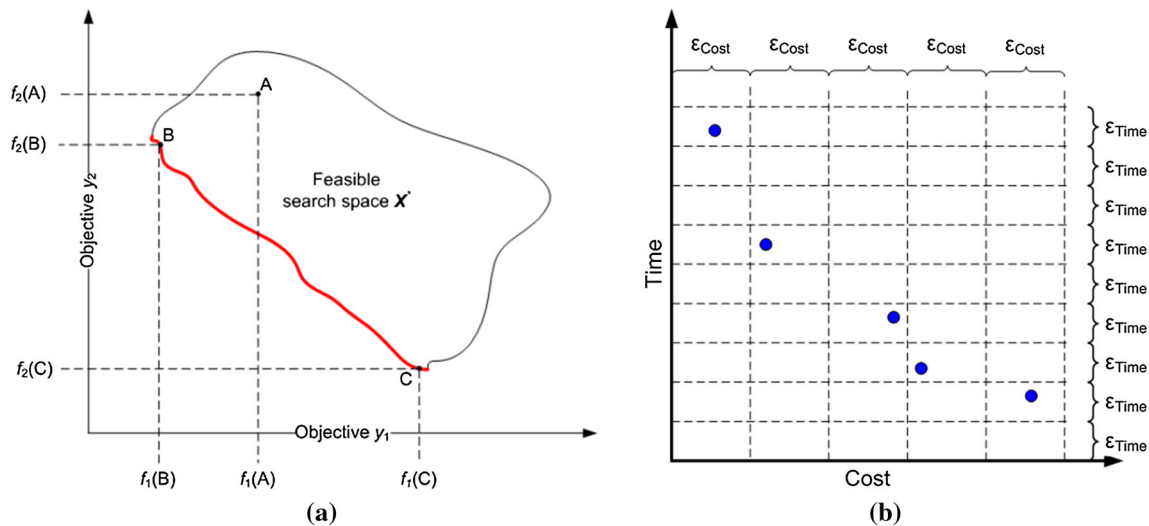 f₂(A)
f₂(B)
f₂(C)
Objective y₂
A
B
C
Feasible
search space X*
Objective y₁
f₁(B)
f₁(A)
f₁(C)
(a)
εCost
εCost
εCost
εCost
εCost
εTime
εTime
εTime
εTime
εTime
εTime
εTime
εTime
εTime
Time
Cost
(b)